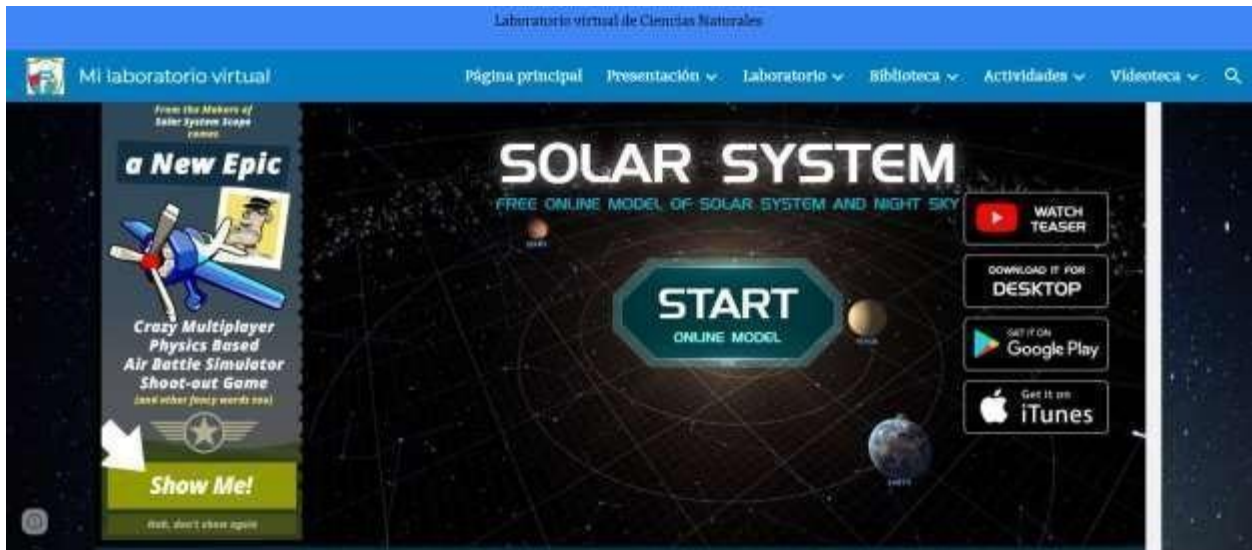 Laboratorio virtual de Ciencias Naturales
Mi laboratorio virtual
Página principal Presentación Laboratorio Biblioteca Actividades Videoteca
From the Makers of
Solar System Scope
comes
a New Epic
Crazy Multiplayer
Physics Based
Air Battle Simulator
Shoot-out Game
(and other fancy words too)
Show Me!
Nah, don't show again
SOLAR SYSTEM
FREE ONLINE MODEL OF SOLAR SYSTEM AND NIGHT SKY
START
ONLINE MODEL
EARTH
WATCH
TEASER
DOWNLOAD IT FOR
DESKTOP
GET IT ON
Google Play
Get it on
iTunes